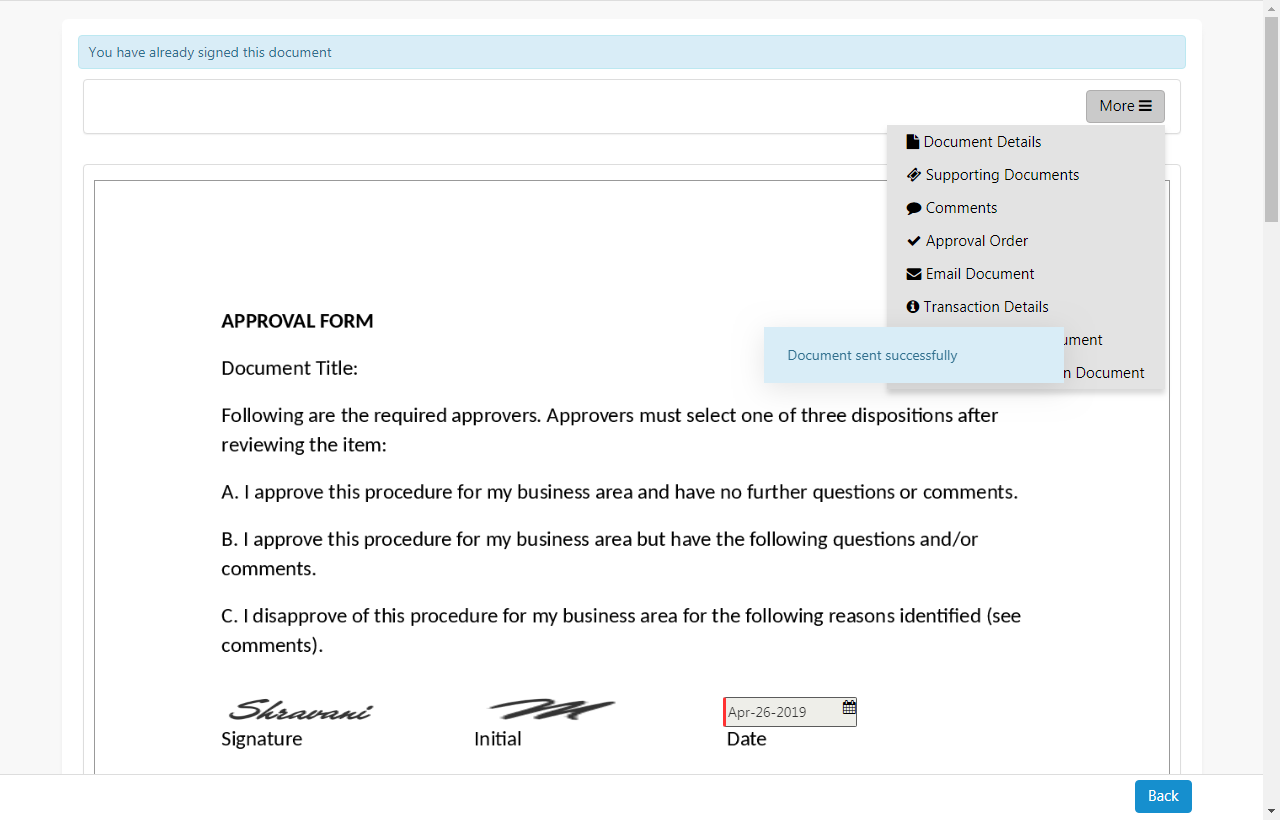 You have already signed this document
More
Document Details
Supporting Documents
Comments
Approval Order
Email Document
Transaction Details
Document sent successfully
Document
APPROVAL FORM
Document Title:
Following are the required approvers. Approvers must select one of three dispositions after
reviewing the item:
A. I approve this procedure for my business area and have no further questions or comments.
B. I approve this procedure for my business area but have the following questions and/or
comments.
C. I disapprove of this procedure for my business area for the following reasons identified (see
comments).
Shravani
Apr-26-2019
Signature Initial Date
Back